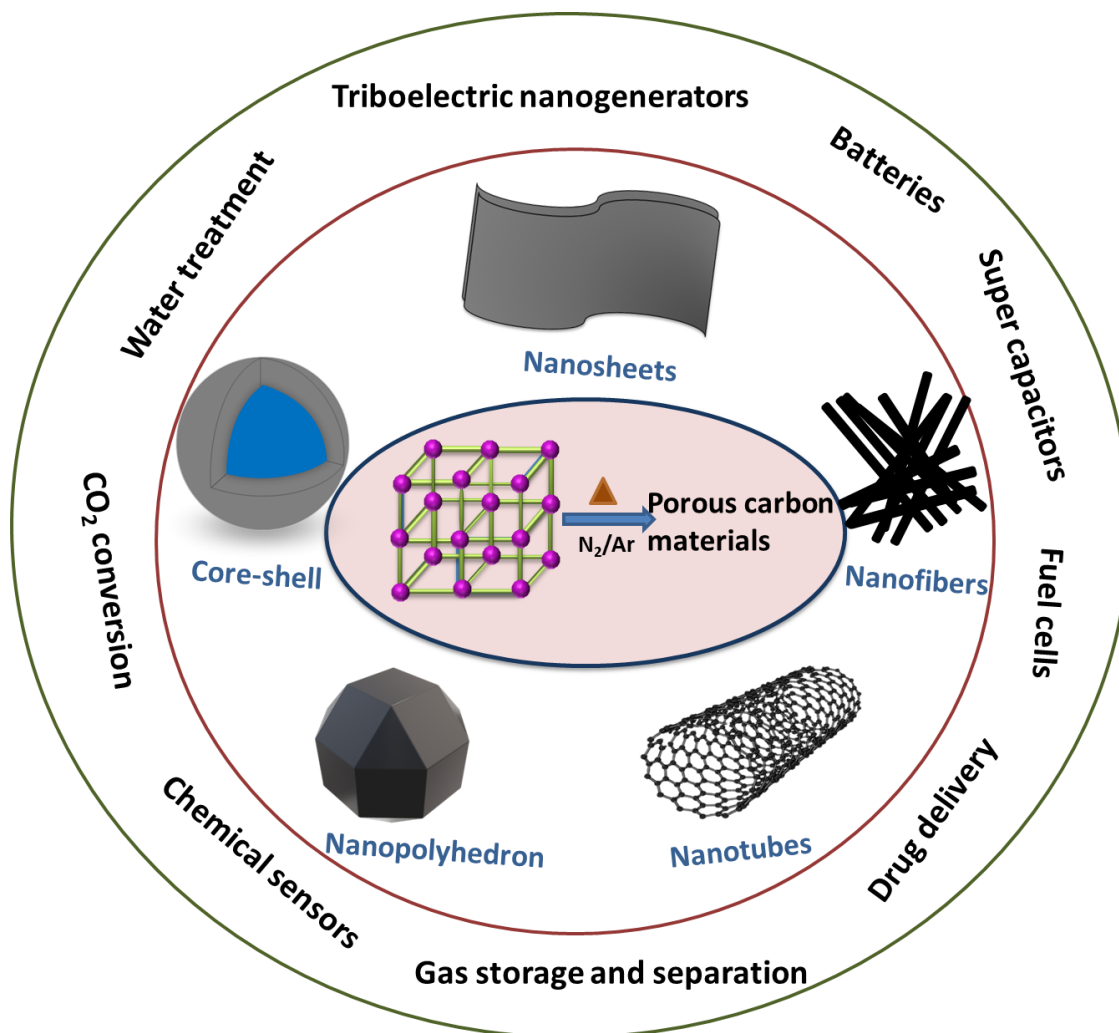 Triboelectric nanogenerators
Batteries
Super capacitors
Fuel cells
Drug delivery
Gas storage and separation
Chemical sensors
CO₂ conversion
Water treatment
Nanosheets
Nanofibers
Nanotubes
Nanopolyhedron
Core-shell
N₂/Ar
Porous carbon
materials